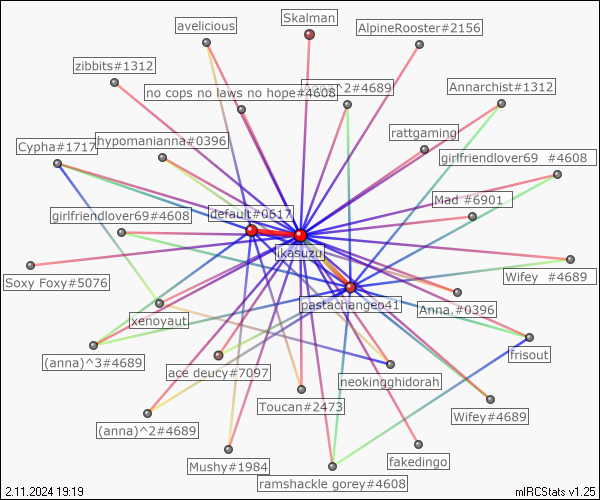 Skalman
avelicious
AlpineRooster#2156
zibbits#1312
no cops no laws no hope#4608
^2#4689
Annarchist#1312
Cypha#1717
hypomanianna#0396
rattgaming
girlfriendlover69 #4608
girlfriendlover69#4608
default#0617
Mad #6901
ikasuzu
Soxy Foxy#5076
Wifey #4689
pastachange641
Anna.#0396
xenoyaut
(anna)^3#4689
frisout
ace deucy#7097
neokingghidorah
Toucan#2473
Wifey#4689
(anna)^2#4689
Mushy#1984
fakedingo
ramshackle gorey#4608
2.11.2024 19:19
mIRCStats v1.25